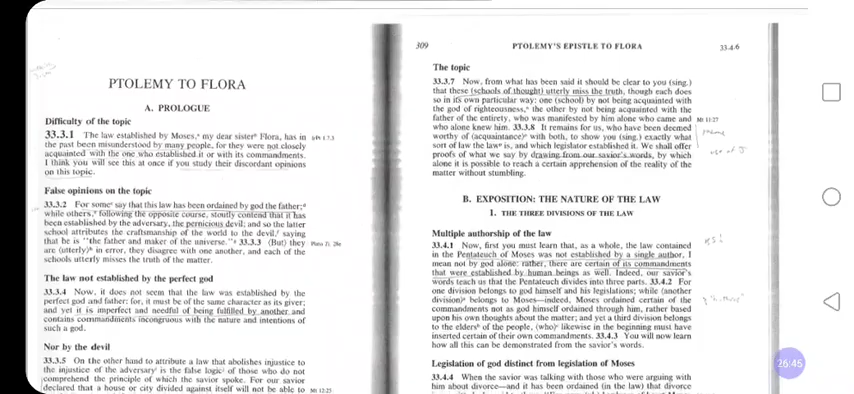 PTOLEMY TO FLORA
A. PROLOGUE
Difficulty of the topic
33.3.1 The law established by Moses,ª my dear sisterª Flora, has in
the past been misunderstood by many people, for they were not closely
acquainted with the one who established it or with its commandments.
I think you will see this at once if you study their discordant opinions
on this topic.
False opinions on the topic
33.3.2 For someª say that this law has been ordained by god the father;ª
while others,ª following the opposite course, stoutly contend that it has
been established by the adversary, the pernicious devil; and so the latter
school attributes the craftsmanship of the world to the devil, saying
that he is "the father and maker of the universe." 33.3.3 (But) they
are (utterly) in error, they disagree with one another, and each of the
schools utterly misses the truth of the matter.
The law not established by the perfect god
33.3.4 Now, it does not seem that the law was established by the
perfect god and father: for, it must be of the same character as its giver;
and yet it is imperfect and needful of being fulfilled by another and
contains commandments incongruous with the nature and intentions of
such a god.
Nor by the devil
33.3.5 On the other hand to attribute a law that abolishes injustice to
the injustice of the adversary is the false logic of those who do not
comprehend the principle of which the savior spoke. For our savior
declared that a house or city divided against itself will not be able to
Mt 12:25
309
PTOLEMY'S EPISTLE TO FLORA
33.4.6
The topic
33.3.7 Now, from what has been said it should be clear to you (sing.)
that these (schools of thought) utterly miss the truth, though each does
so in its own particular way: one (school) by not being acquainted with
the god of righteousness, the other by not being acquainted with the
father of the entirety, who was manifested by him alone who came and
Mt 11:27
who alone knew him. 33.3.8 It remains for us, who have been deemed
worthy of (acquaintance) with both, to show you (sing.) exactly what
sort of law the law is, and which legislator established it. We shall offer
proofs of what we say by drawing from our savior's words, by which
alone it is possible to reach a certain apprehension of the reality of the
matter without stumbling.
B. EXPOSITION: THE NATURE OF THE LAW
1. THE THREE DIVISIONS OF THE LAW
Multiple authorship of the law
33.4.1 Now, first you must learn that, as a whole, the law contained
in the Pentateuch of Moses was not established by a single author, I
mean not by god alone: rather, there are certain of its commandments
that were established by human beings as well. Indeed, our savior's
words teach us that the Pentateuch divides into three parts. 33.4.2 For
one division belongs to god himself and his legislations; while (another
division) belongs to Moses—indeed, Moses ordained certain of the
commandments not as god himself ordained through him, rather based
upon his own thoughts about the matter; and yet a third division belongs
to the elders of the people, (who) likewise in the beginning must have
inserted certain of their own commandments. 33.4.3 You will now learn
how all this can be demonstrated from the savior's words.
Legislation of god distinct from legislation of Moses
33.4.4 When the savior was talking with those who were arguing with
him about divorce—and it has been ordained (in the law) that divorce
26:45